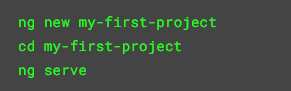 ng new my-first-project
cd my-first-project
ng serve